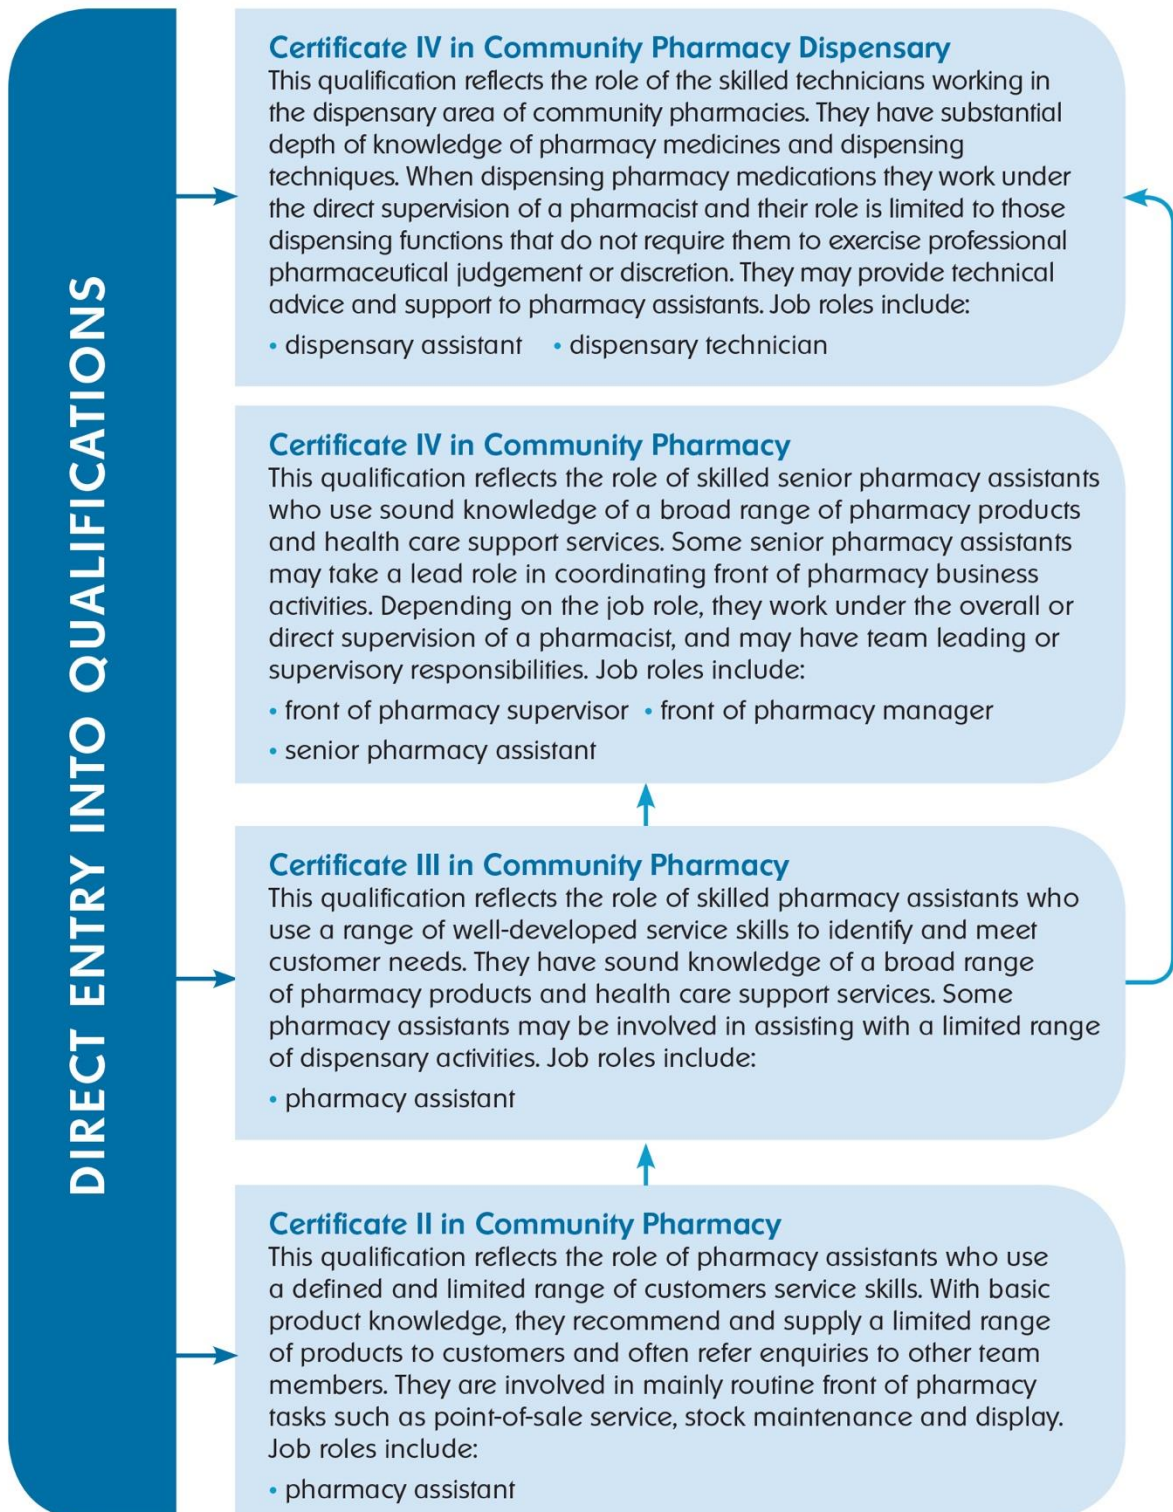 DIRECT ENTRY INTO QUALIFICATIONS
Certificate IV in Community Pharmacy Dispensary
This qualification reflects the role of the skilled technicians working in
the dispensary area of community pharmacies. They have substantial
depth of knowledge of pharmacy medicines and dispensing
techniques. When dispensing pharmacy medications they work under
the direct supervision of a pharmacist and their role is limited to those
dispensing functions that do not require them to exercise professional
pharmaceutical judgement or discretion. They may provide technical
advice and support to pharmacy assistants. Job roles include:
• dispensary assistant • dispensary technician
Certificate IV in Community Pharmacy
This qualification reflects the role of skilled senior pharmacy assistants
who use sound knowledge of a broad range of pharmacy products
and health care support services. Some senior pharmacy assistants
may take a lead role in coordinating front of pharmacy business
activities. Depending on the job role, they work under the overall or
direct supervision of a pharmacist, and may have team leading or
supervisory responsibilities. Job roles include:
• front of pharmacy supervisor • front of pharmacy manager
• senior pharmacy assistant
Certificate III in Community Pharmacy
This qualification reflects the role of skilled pharmacy assistants who
use a range of well-developed service skills to identify and meet
customer needs. They have sound knowledge of a broad range
of pharmacy products and health care support services. Some
pharmacy assistants may be involved in assisting with a limited range
of dispensary activities. Job roles include:
• pharmacy assistant
Certificate II in Community Pharmacy
This qualification reflects the role of pharmacy assistants who use
a defined and limited range of customers service skills. With basic
product knowledge, they recommend and supply a limited range
of products to customers and often refer enquiries to other team
members. They are involved in mainly routine front of pharmacy
tasks such as point-of-sale service, stock maintenance and display.
Job roles include:
• pharmacy assistant